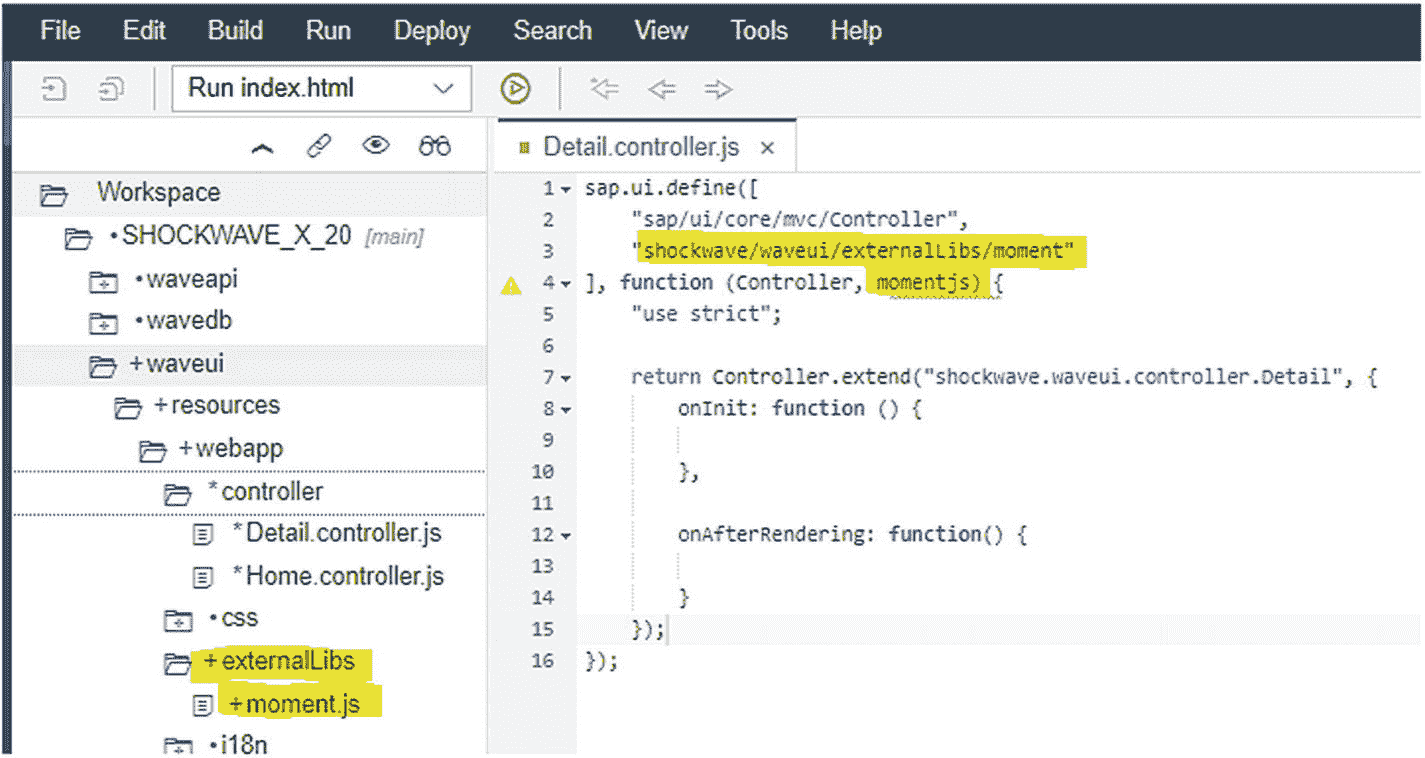 File Edit Build Run Deploy Search View Tools Help
Run index.html
Workspace
•SHOCKWAVE_X_20 [main]
•waveapi
•wavedb
+waveui
+resources
+webapp
*controller
*Detail.controller.js
*Home.controller.js
•css
+externalLibs
+moment.js
•i18n
Detail.controller.js ×
1 sap.ui.define([
2 "sap/ui/core/mvc/Controller",
3 "shockwave/waveui/externalLibs/moment"
4 ], function (Controller, momentjs) {
5 "use strict";
6
7 return Controller.extend("shockwave.waveui.controller.Detail", {
8 onInit: function () {
9
10 },
11
12 onAfterRendering: function() {
13
14 }
15 });
16 });